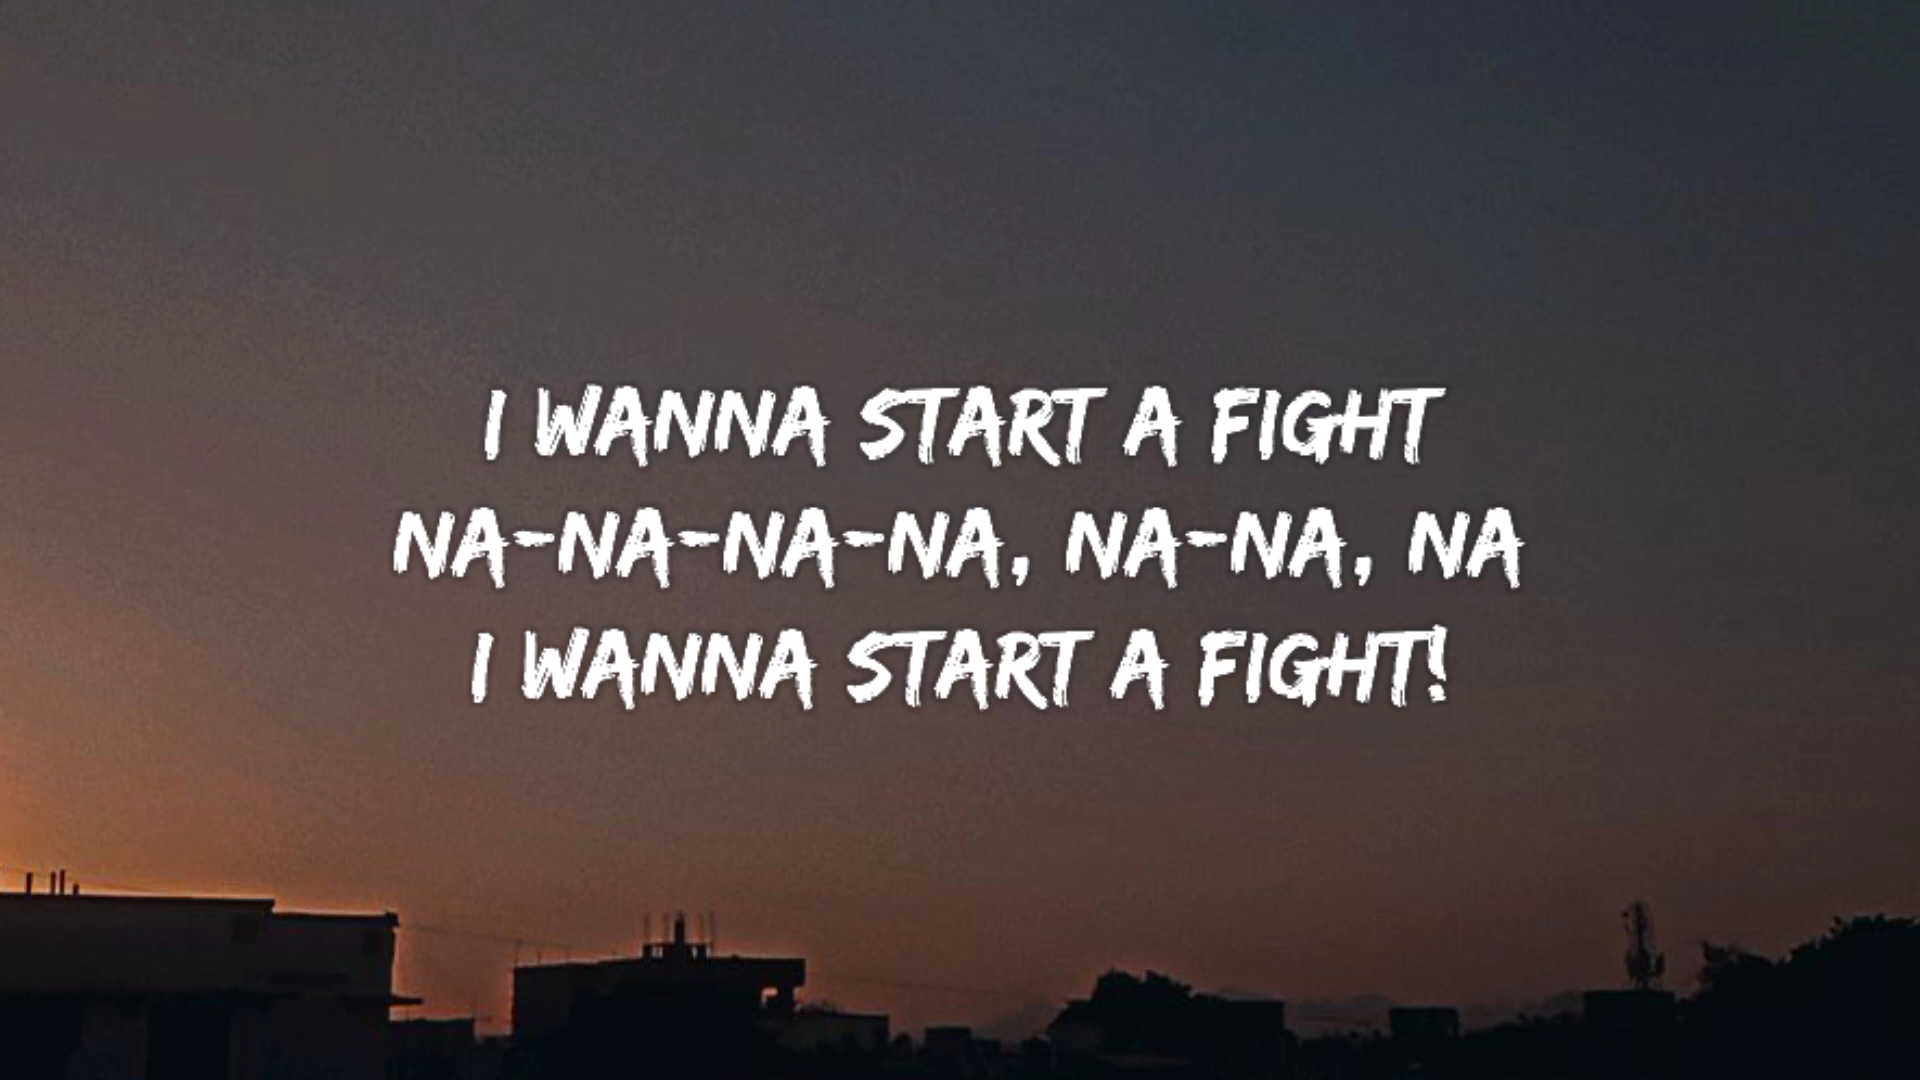 I WANNA START A FIGHT
NA-NA-NA-NA, NA-NA, NA
I WANNA START A FIGHT!